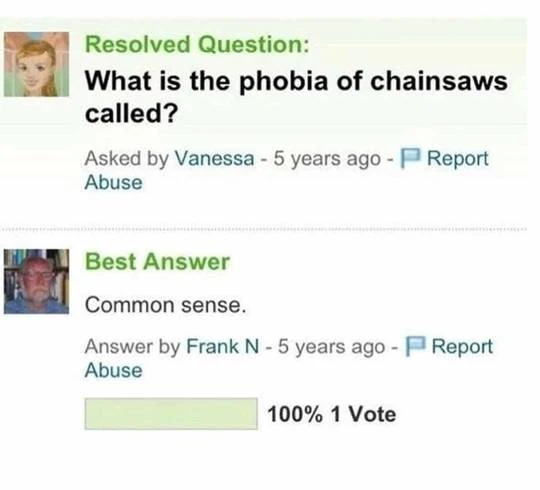 Resolved Question:
What is the phobia of chainsaws
called?
Asked by Vanessa - 5 years ago - Report
Abuse
Best Answer
Common sense.
Answer by Frank N - 5 years ago - Report
Abuse
100% 1 Vote